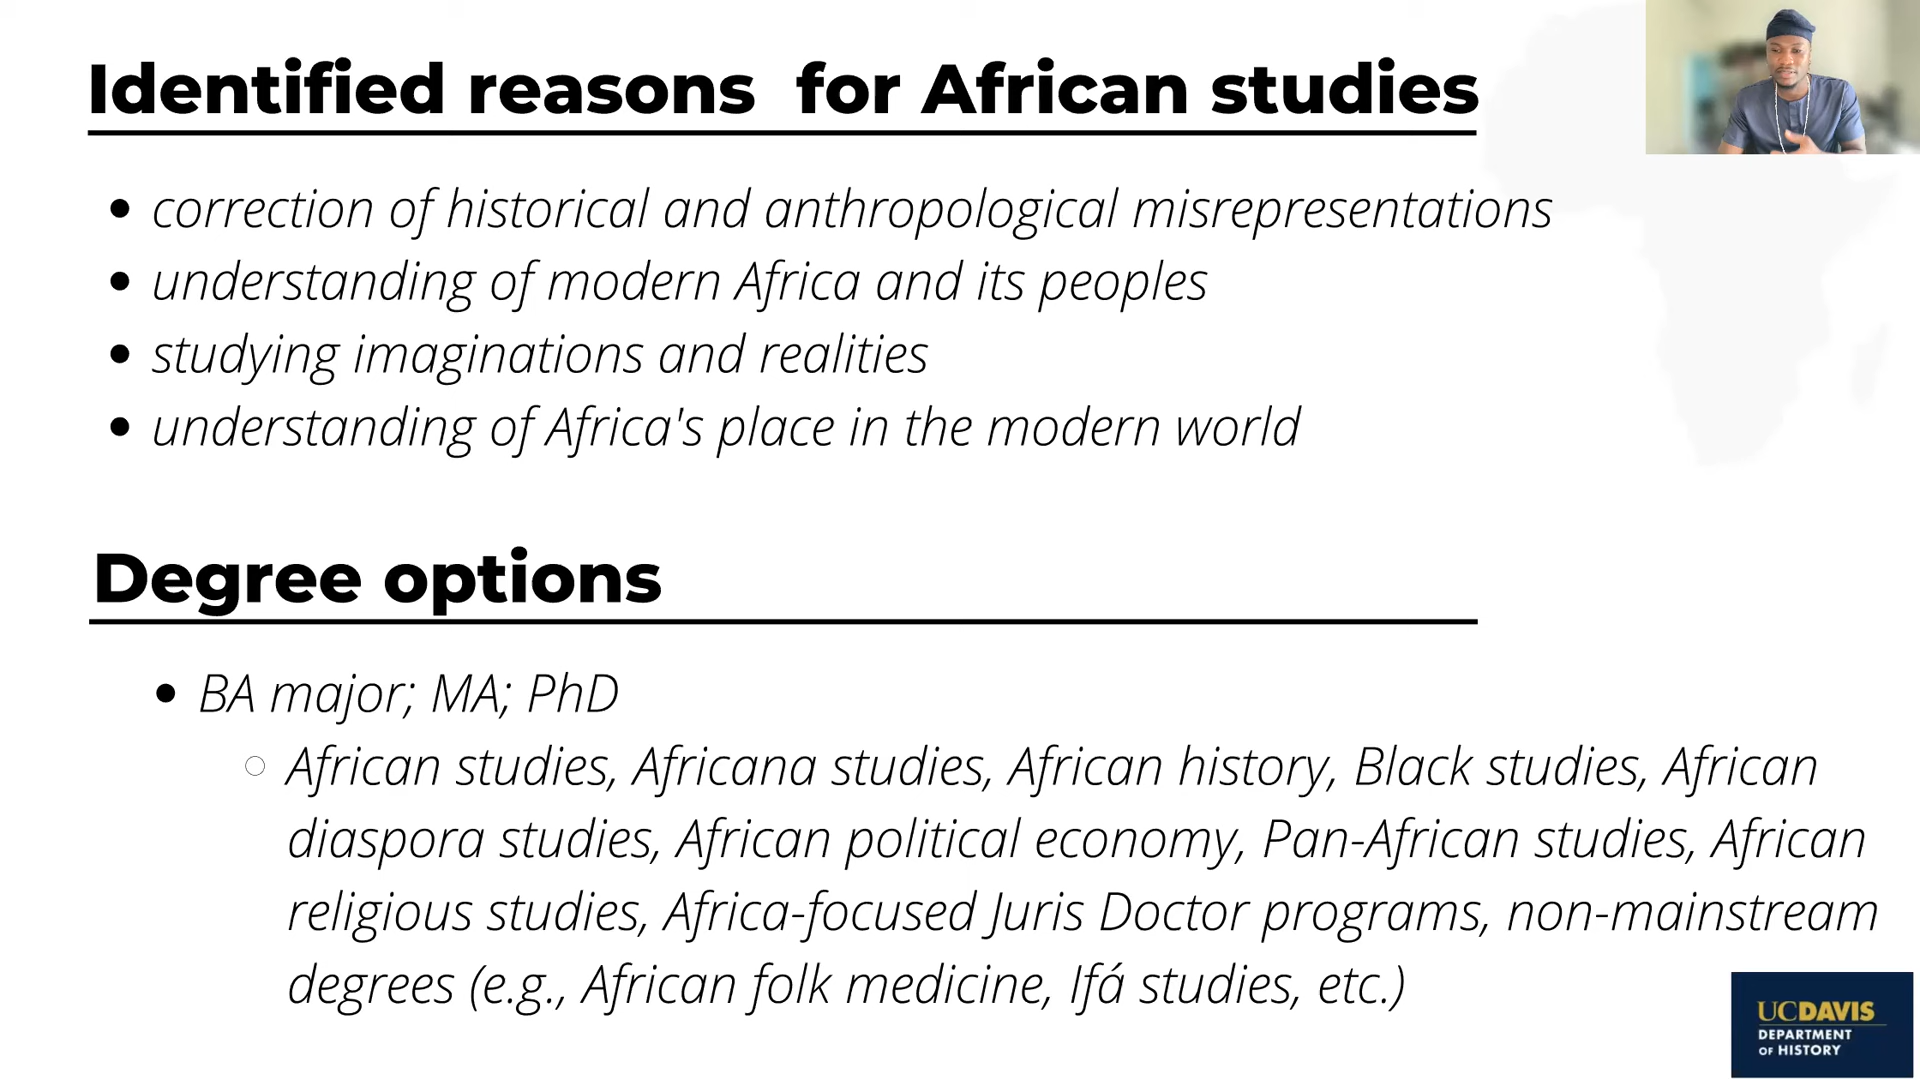 Identified reasons  for African studies
• correction of historical and anthropological misrepresentations
• understanding of modern Africa and its peoples
• studying imaginations and realities
• understanding of Africa's place in the modern world
Degree options
• BA major; MA; PhD
○ African studies, Africana studies, African history, Black studies, African
diaspora studies, African political economy, Pan-African studies, African
religious studies, Africa-focused Juris Doctor programs, non-mainstream
degrees (e.g., African folk medicine, Ifá studies, etc.)
UCDAVIS
DEPARTMENT
OF HISTORY